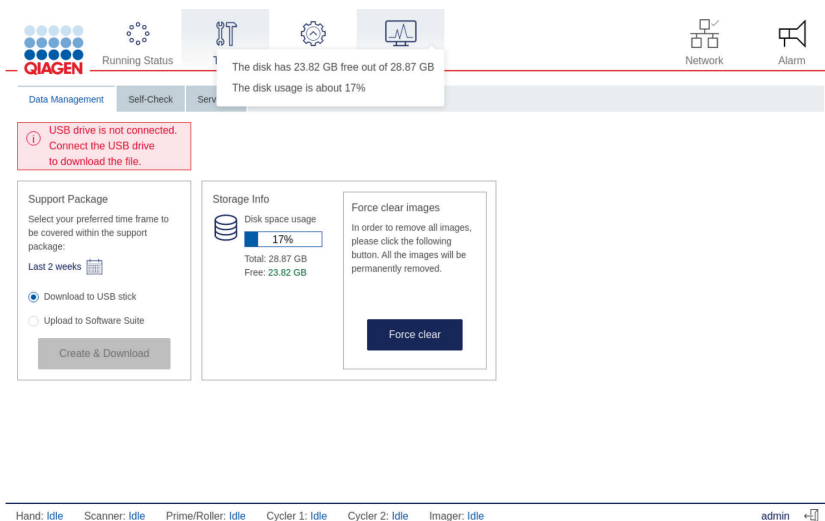 QIAGEN
Running Status
T
Network
Alarm
The disk has 23.82 GB free out of 28.87 GB
The disk usage is about 17%
Data Management
Self-Check
Serv
USB drive is not connected.
Connect the USB drive
to download the file.
Support Package
Select your preferred time frame to
be covered within the support
package:
Last 2 weeks
Download to USB stick
Upload to Software Suite
Create & Download
Storage Info
Disk space usage
17%
Total: 28.87 GB
Free: 23.82 GB
Force clear images
In order to remove all images,
please click the following
button. All the images will be
permanently removed.
Force clear
Hand: Idle Scanner: Idle Prime/Roller: Idle Cycler 1: Idle Cycler 2: Idle Imager: Idle admin